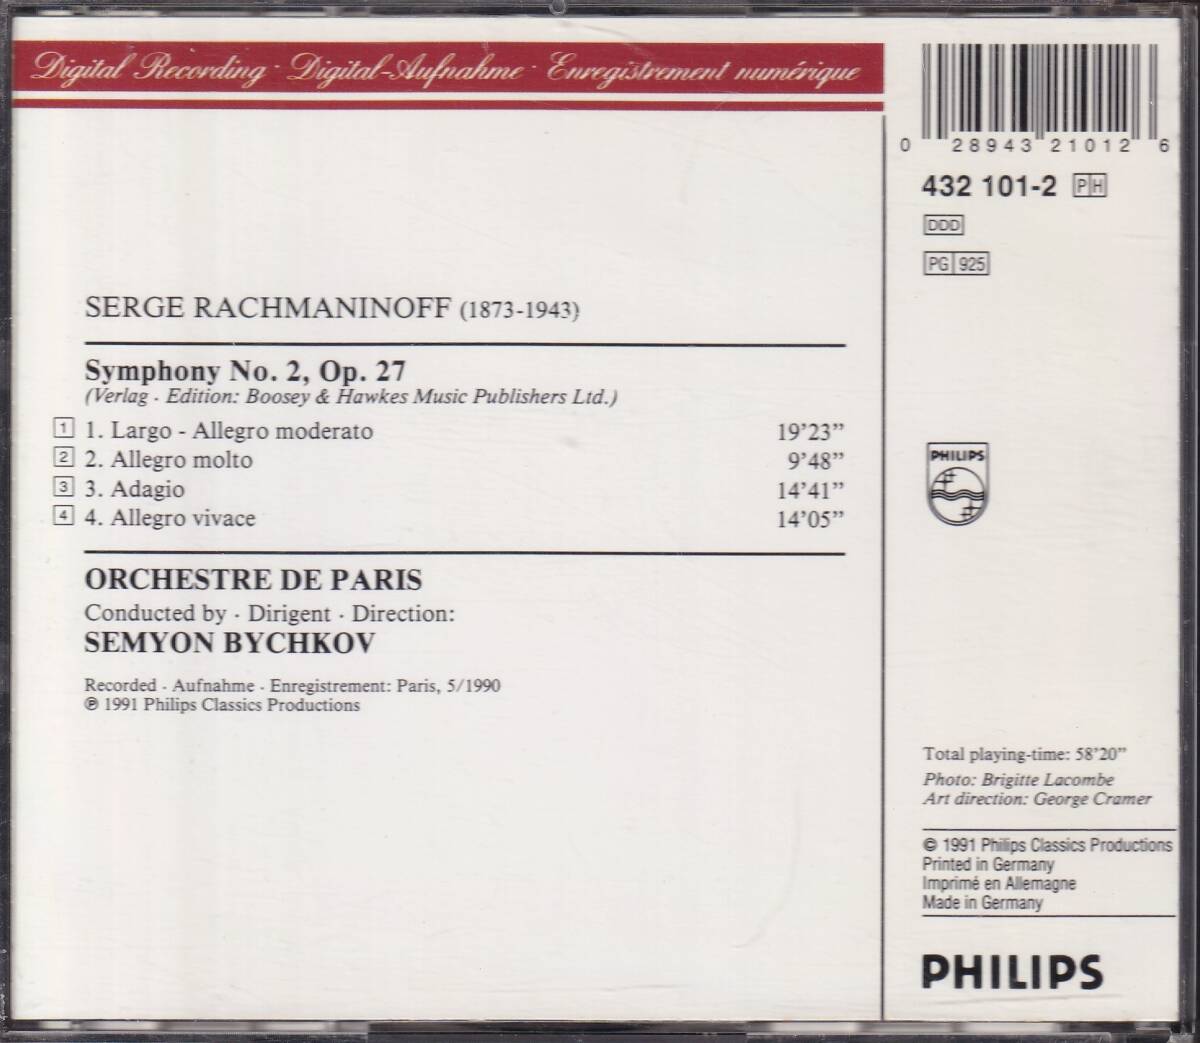 Digital Recording · Digital-Aufnahme · Enregistrement numérique
SERGE RACHMANINOFF (1873-1943)
Symphony No. 2, Op. 27
(Verlag · Edition: Boosey & Hawkes Music Publishers Ltd.)
1 1. Largo - Allegro moderato 19’23”
2 2. Allegro molto 9’48”
3 3. Adagio 14’41”
4 4. Allegro vivace 14’05”
ORCHESTRE DE PARIS
Conducted by · Dirigent · Direction:
SEMYON BYCHKOV
Recorded · Aufnahme · Enregistrement: Paris, 5/1990
℗ 1991 Philips Classics Productions
0 28943 21012 6
432 101-2 PH
DDD
PG 925
PHILIPS
Total playing-time: 58’20”
Photo: Brigitte Lacombe
Art direction: George Cramer
© 1991 Philips Classics Productions
Printed in Germany
Imprimé en Allemagne
Made in Germany
PHILIPS